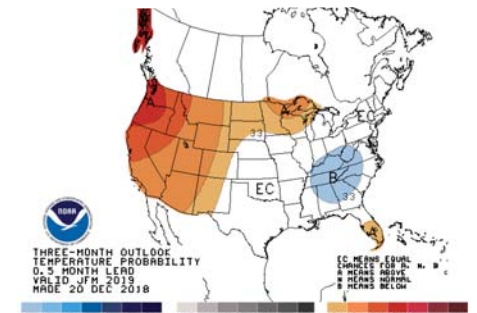 A
A
33
EC
B
EC
33
A
NOAA
THREE-MONTH OUTLOOK
TEMPERATURE PROBABILITY
0.5 MONTH LEAD
VALID JFM 2019
MADE 20 DEC 2018
EC MEANS EQUAL
CHANCES FOR A, N, B
A MEANS ABOVE
N MEANS NORMAL
B MEANS BELOW